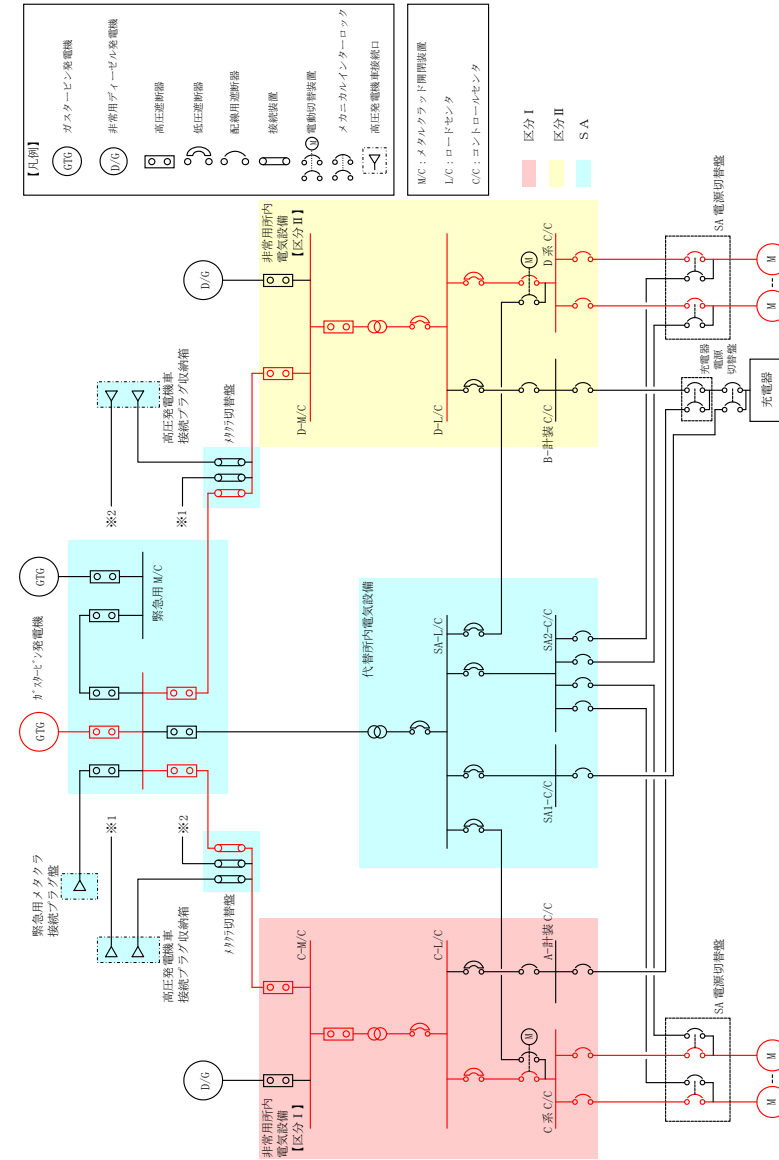 【凡例】
GTG
ガスタービン発電機
D/G
非常用ディーゼル発電機
高圧遮断器
低圧遮断器
配線用遮断器
接続装置
M
電動切替装置
メカニカルインターロック
高圧発電機車接続口
M/C：メタルクラッド開閉装置
L/C：ロードセンタ
C/C：コントロールセンタ
区分Ⅰ
区分Ⅱ
ＳＡ
緊急用メタクラ
接続プラグ盤
高圧発電機車
接続プラグ収納箱
※1
※2
ﾒﾀｸﾗ切替盤
GTG
ｶﾞｽﾀｰﾋﾞﾝ発電機
GTG
緊急用 M/C
高圧発電機車
接続プラグ収納箱
※2
※1
ﾒﾀｸﾗ切替盤
D/G
非常用所内
電気設備
【区分Ⅰ】
C-M/C
C-L/C
M
C 系 C/C
A-計装 C/C
代替所内電気設備
SA-L/C
SA1-C/C
SA2-C/C
D/G
非常用所内
電気設備
【区分Ⅱ】
D-M/C
D-L/C
M
B-計装 C/C
D 系 C/C
SA 電源切替盤
M
M
充電器
電源
切替盤
充電器
SA 電源切替盤
M
M